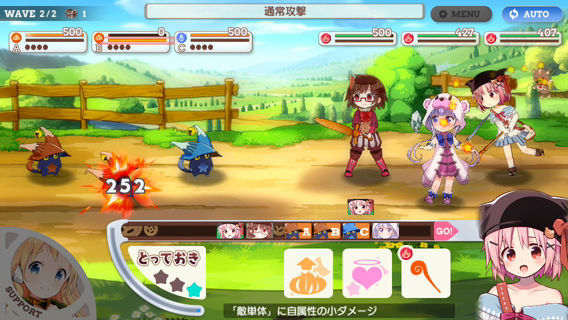 WAVE 2/2 1
通常攻撃
MENU
AUTO
500 0 500
A B C
500 427 407
252
A B C GO!
とっておき
SUPPORT
「敵単体」に自属性の小ダメージ